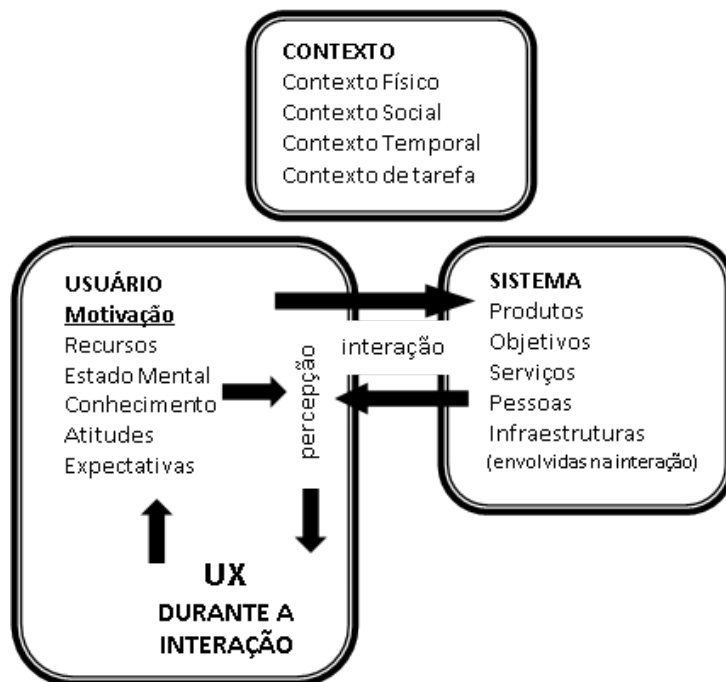 CONTEXTO
Contexto Físico
Contexto Social
Contexto Temporal
Contexto de tarefa
USUÁRIO
Motivação
Recursos
Estado Mental
Conhecimento
Atitudes
Expectativas
percepção
UX
DURANTE A
INTERAÇÃO
interação
SISTEMA
Produtos
Objetivos
Serviços
Pessoas
Infraestruturas
(envolvidas na interação)